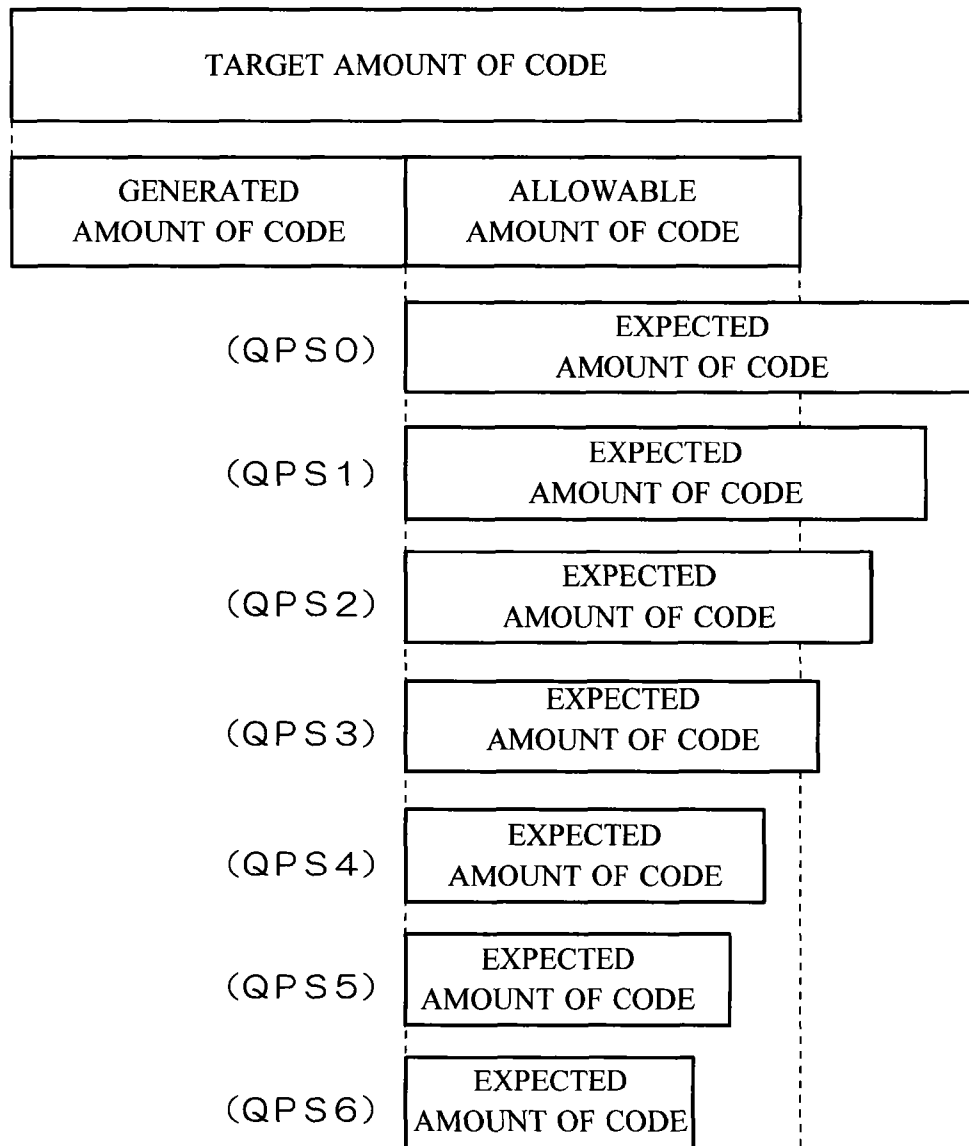 TARGET AMOUNT OF CODE
GENERATED
AMOUNT OF CODE
ALLOWABLE
AMOUNT OF CODE
(QPS0)
EXPECTED
AMOUNT OF CODE
(QPS1)
EXPECTED
AMOUNT OF CODE
(QPS2)
EXPECTED
AMOUNT OF CODE
(QPS3)
EXPECTED
AMOUNT OF CODE
(QPS4)
EXPECTED
AMOUNT OF CODE
(QPS5)
EXPECTED
AMOUNT OF CODE
(QPS6)
EXPECTED
AMOUNT OF CODE